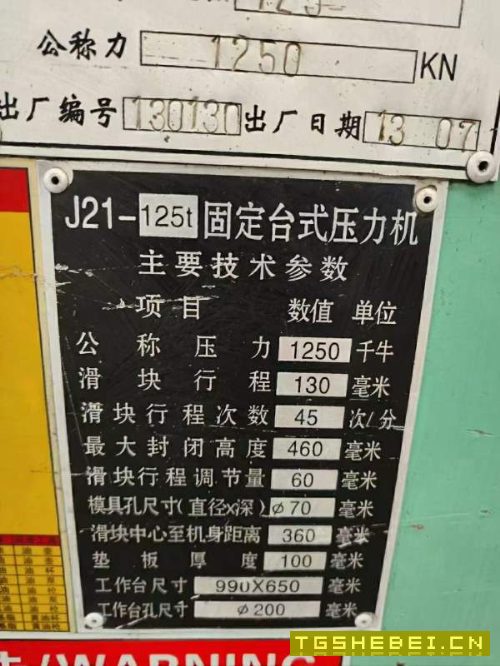 公称力 1250 KN
出厂编号 130130 出厂日期 13 07
J21-125t固定台式压力机
主要技术参数
项目 数值 单位
公称压力 1250 千牛
滑块行程 130 毫米
滑块行程次数 45 次/分
最大封闭高度 460 毫米
滑块行程调节量 60 毫米
模具孔尺寸(直径x深) φ70 毫米
滑块中心至机身距离 360 毫米
垫板厚度 100 毫米
工作台尺寸 990X650 毫米
工作台孔尺寸 φ200 毫米
/WARNING
TGSHEBEI.CN